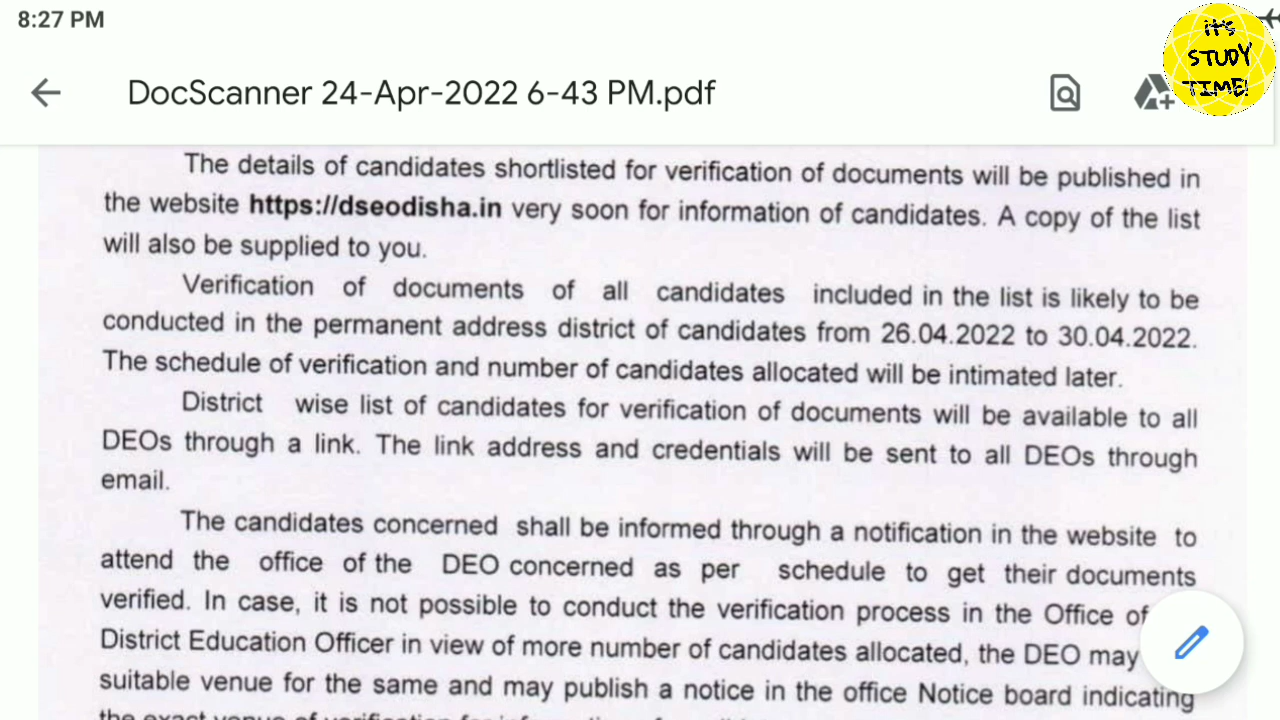 8:27 PM
IT'S
STUDY
TIME!
DocScanner 24-Apr-2022 6-43 PM.pdf
The details of candidates shortlisted for verification of documents will be published in
the website https://dseodisha.in very soon for information of candidates. A copy of the list
will also be supplied to you.
Verification of documents of all candidates included in the list is likely to be
conducted in the permanent address district of candidates from 26.04.2022 to 30.04.2022.
The schedule of verification and number of candidates allocated will be intimated later.
District wise list of candidates for verification of documents will be available to all
DEOs through a link. The link address and credentials will be sent to all DEOs through
email.
The candidates concerned shall be informed through a notification in the website to
attend the office of the DEO concerned as per schedule to get their documents
verified. In case, it is not possible to conduct the verification process in the Office of
District Education Officer in view of more number of candidates allocated, the DEO may
suitable venue for the same and may publish a notice in the office Notice board indicating